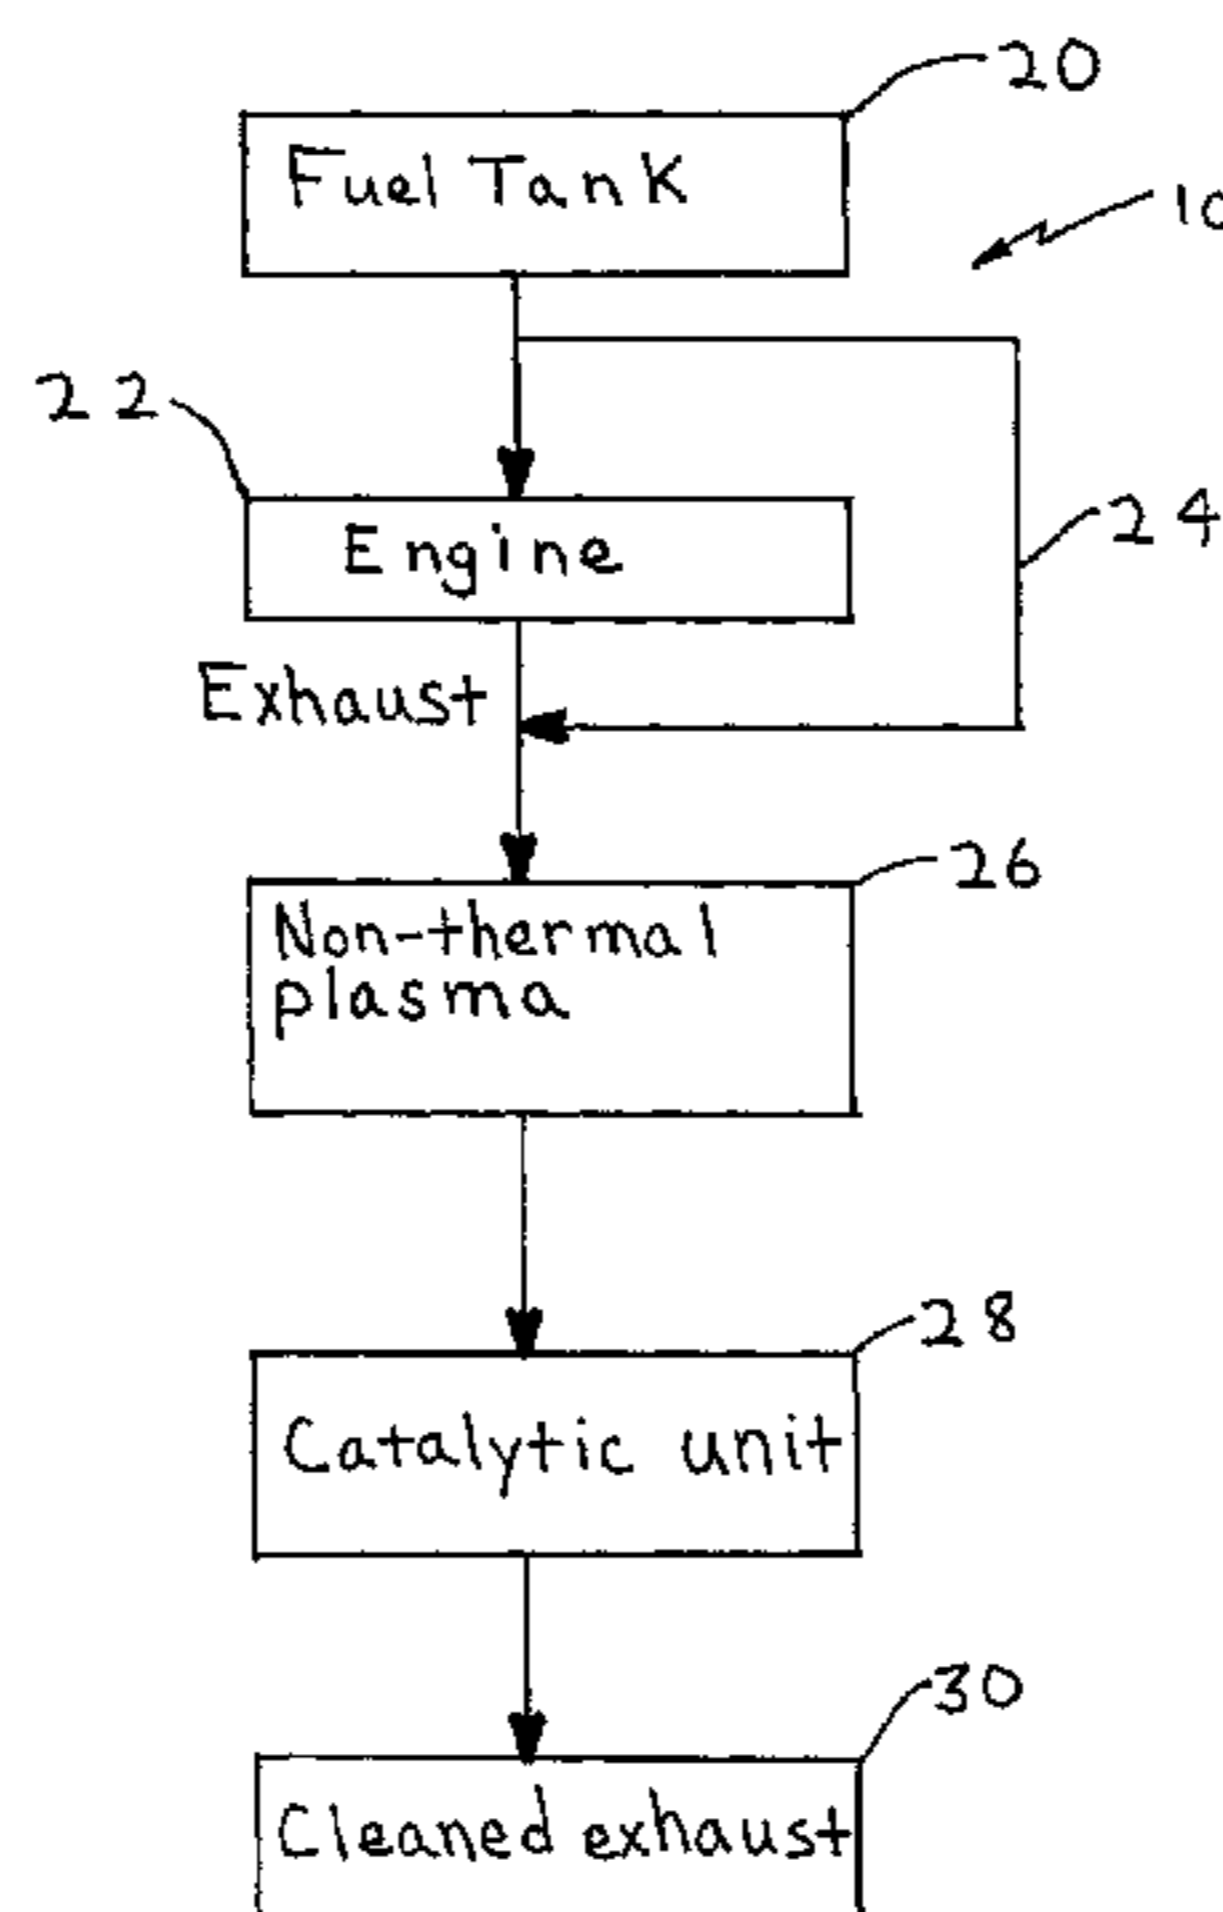 20
Fuel Tank
10
22
Engine
24
Exhaust
26
Non-thermal
plasma
28
Catalytic unit
30
Cleaned exhaust